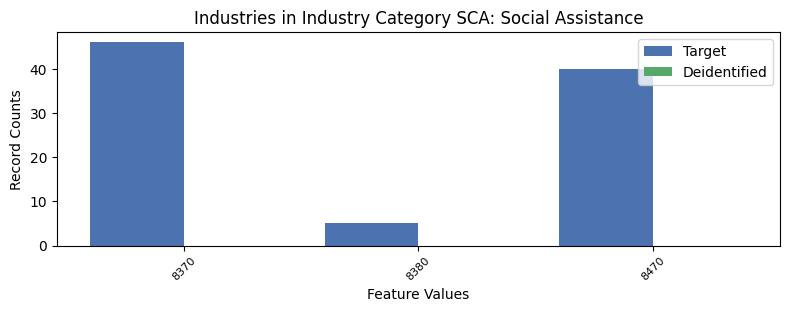 Industries in Industry Category SCA: Social Assistance
Target
Deidentified
Record Counts
40
30
20
10
0
8370
8380
8470
Feature Values